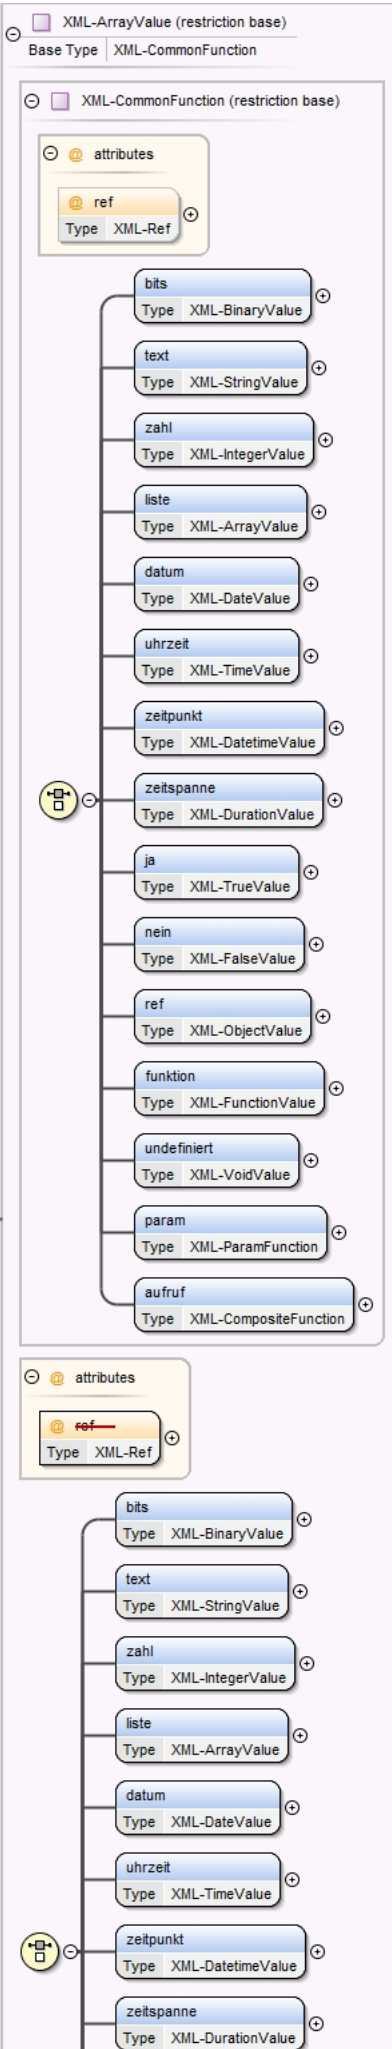 XML-ArrayValue (restriction base)
Base Type XML-CommonFunction
XML-CommonFunction (restriction base)
@ attributes
@ ref
Type XML-Ref
bits
Type XML-BinaryValue
text
Type XML-StringValue
zahl
Type XML-IntegerValue
liste
Type XML-ArrayValue
datum
Type XML-DateValue
uhrzeit
Type XML-TimeValue
zeitpunkt
Type XML-DatetimeValue
zeitspanne
Type XML-DurationValue
ja
Type XML-TrueValue
nein
Type XML-FalseValue
ref
Type XML-ObjectValue
funktion
Type XML-FunctionValue
undefiniert
Type XML-VoidValue
param
Type XML-ParamFunction
aufruf
Type XML-CompositeFunction
@ attributes
@ ref
Type XML-Ref
bits
Type XML-BinaryValue
text
Type XML-StringValue
zahl
Type XML-IntegerValue
liste
Type XML-ArrayValue
datum
Type XML-DateValue
uhrzeit
Type XML-TimeValue
zeitpunkt
Type XML-DatetimeValue
zeitspanne
Type XML-DurationValue